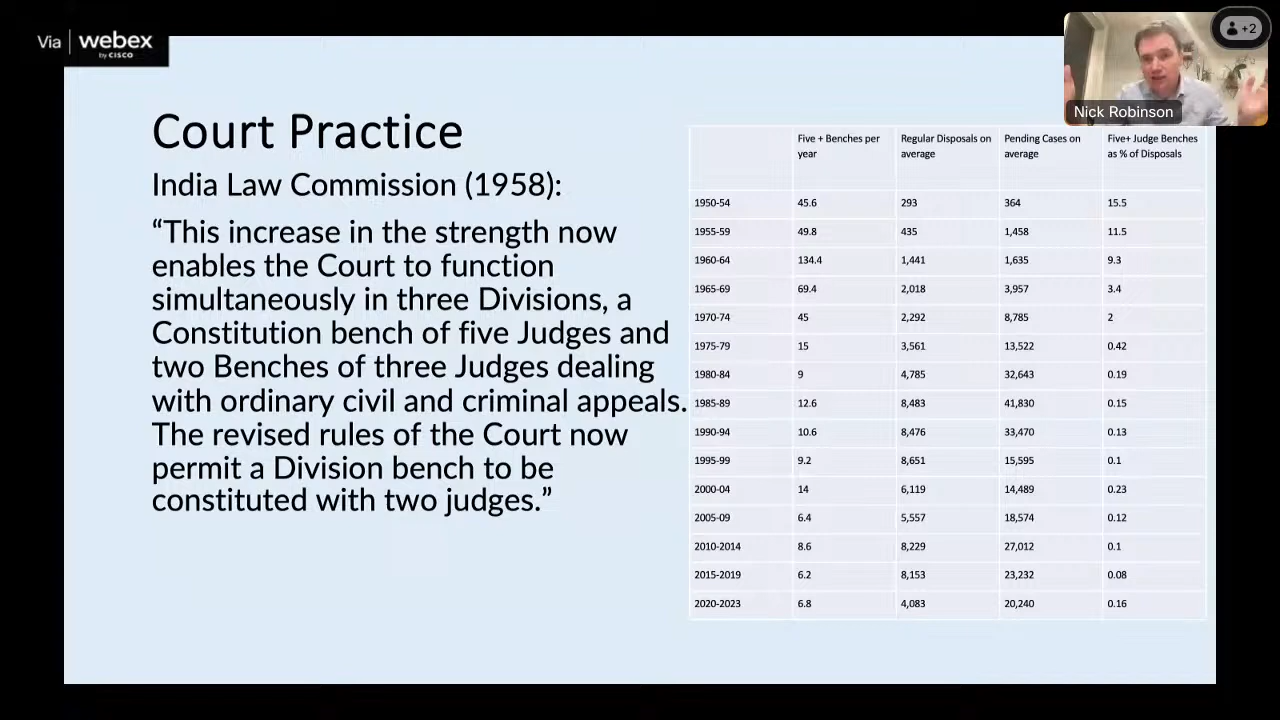 Via webex
by CISCO
+2
Nick Robinson
Court Practice
India Law Commission (1958):
“This increase in the strength now
enables the Court to function
simultaneously in three Divisions, a
Constitution bench of five Judges and
two Benches of three Judges dealing
with ordinary civil and criminal appeals.
The revised rules of the Court now
permit a Division bench to be
constituted with two judges.”
Five + Benches per year Regular Disposals on average Pending Cases on average Five+ Judge Benches as % of Disposals
1950-54 45.6 293 364 15.5
1955-59 49.8 435 1,458 11.5
1960-64 134.4 1,441 1,635 9.3
1965-69 69.4 2,018 3,957 3.4
1970-74 45 2,292 8,785 2
1975-79 15 3,561 13,522 0.42
1980-84 9 4,785 32,643 0.19
1985-89 12.6 8,483 41,830 0.15
1990-94 10.6 8,476 33,470 0.13
1995-99 9.2 8,651 15,595 0.1
2000-04 14 6,119 14,489 0.23
2005-09 6.4 5,557 18,574 0.12
2010-2014 8.6 8,229 27,012 0.1
2015-2019 6.2 8,153 23,232 0.08
2020-2023 6.8 4,083 20,240 0.16